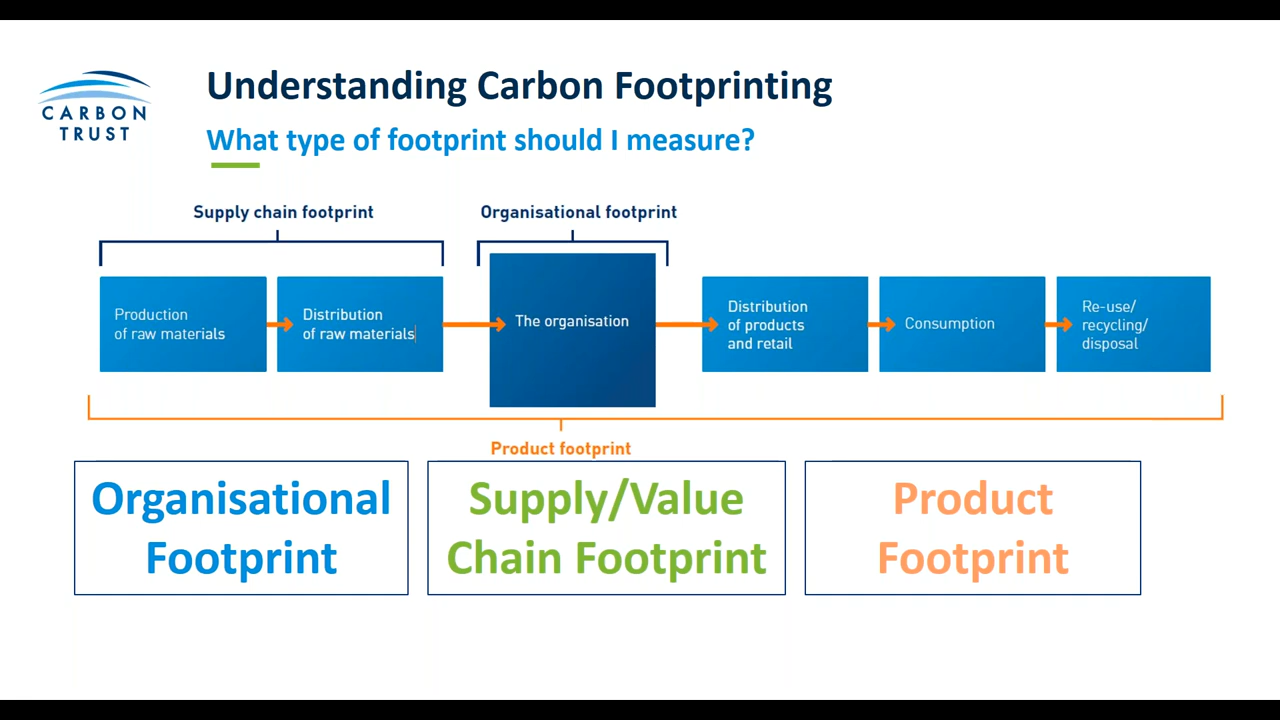 CARBON
TRUST
Understanding Carbon Footprinting
What type of footprint should I measure?
Supply chain footprint
Organisational footprint
Production
of raw materials
Distribution
of raw materials
The organisation
Distribution
of products
and retail
Consumption
Re-use/
recycling/
disposal
Product footprint
Organisational
Footprint
Supply/Value
Chain Footprint
Product
Footprint